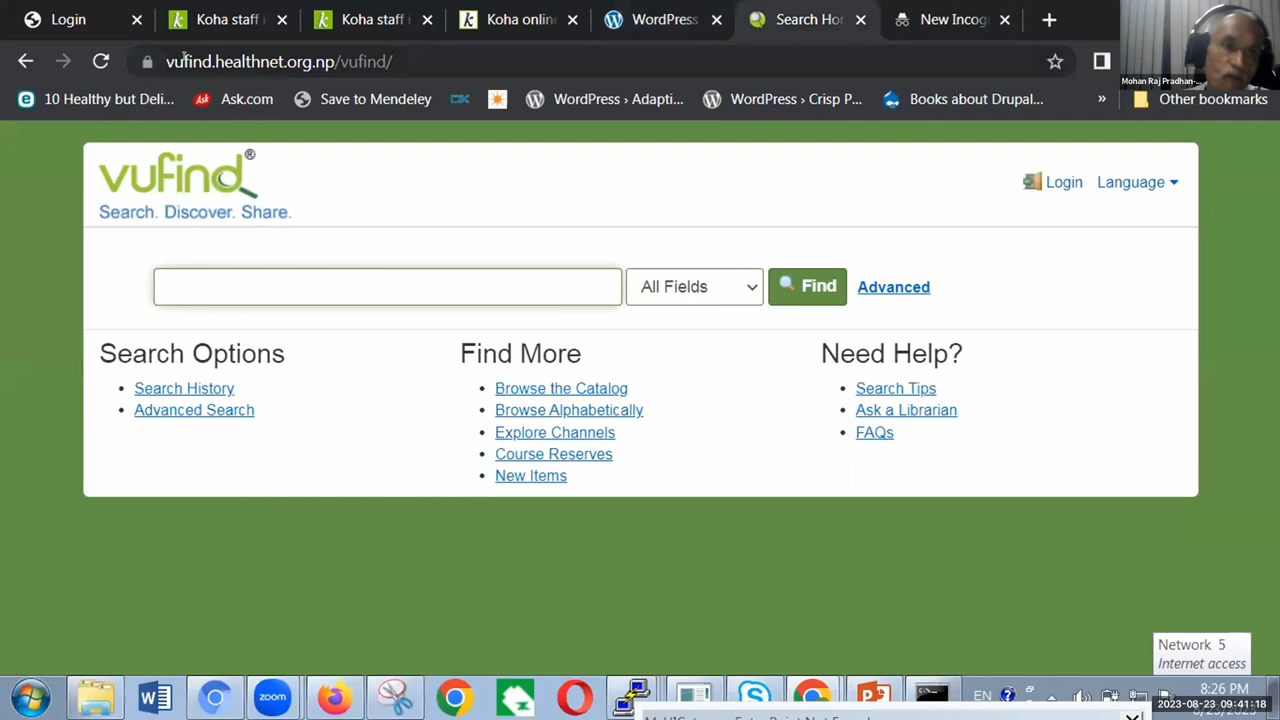 Login
Koha staff i
Koha staff i
Koha online
WordPress
Search Hor
New Incog
Mohan Raj Pradhan-...
vufind.healthnet.org.np/vufind/
10 Healthy but Deli...
Ask.com
Save to Mendeley
WordPress › Adapti...
WordPress › Crisp P...
Books about Drupal...
»
Other bookmarks
vufind®
Search. Discover. Share.
Login
Language
All Fields
Find
Advanced
Search Options
Search History
Advanced Search
Find More
Browse the Catalog
Browse Alphabetically
Explore Channels
Course Reserves
New Items
Need Help?
Search Tips
Ask a Librarian
FAQs
Network 5
Internet access
W
zoom
EN
8:26 PM
2023-08-23 09:41:18